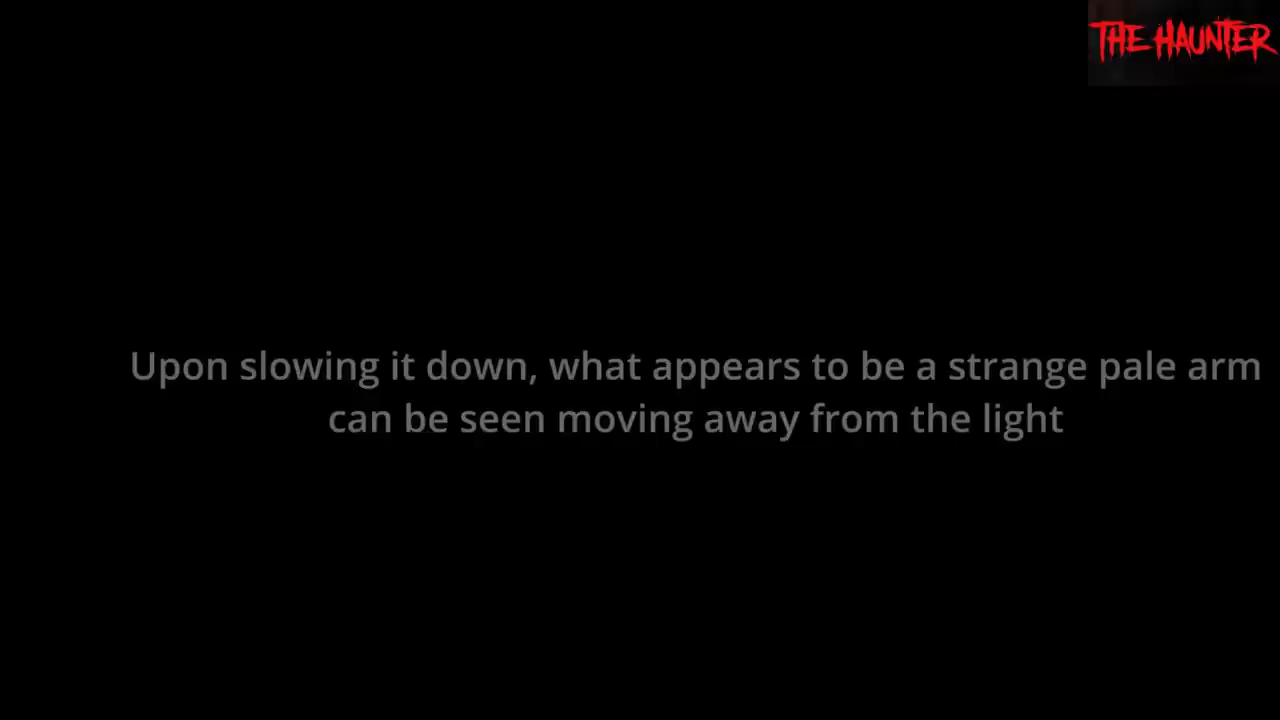 THE HAUNTER
Upon slowing it down, what appears to be a strange pale arm
can be seen moving away from the light